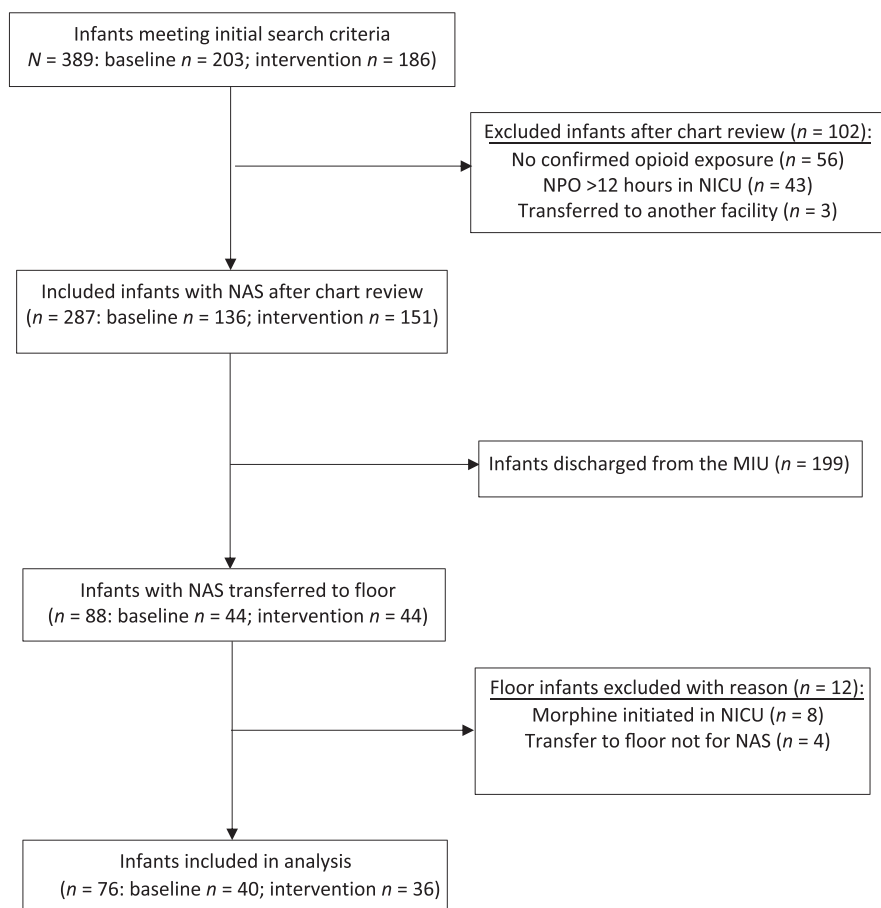 Infants meeting initial search criteria
N = 389: baseline n = 203; intervention n = 186)
Excluded infants after chart review (n = 102):
No confirmed opioid exposure (n = 56)
NPO >12 hours in NICU (n = 43)
Transferred to another facility (n = 3)
Included infants with NAS after chart review
(n = 287: baseline n = 136; intervention n = 151)
Infants discharged from the MIU (n = 199)
Infants with NAS transferred to floor
(n = 88: baseline n = 44; intervention n = 44)
Floor infants excluded with reason (n = 12):
Morphine initiated in NICU (n = 8)
Transfer to floor not for NAS (n = 4)
Infants included in analysis
(n = 76: baseline n = 40; intervention n = 36)